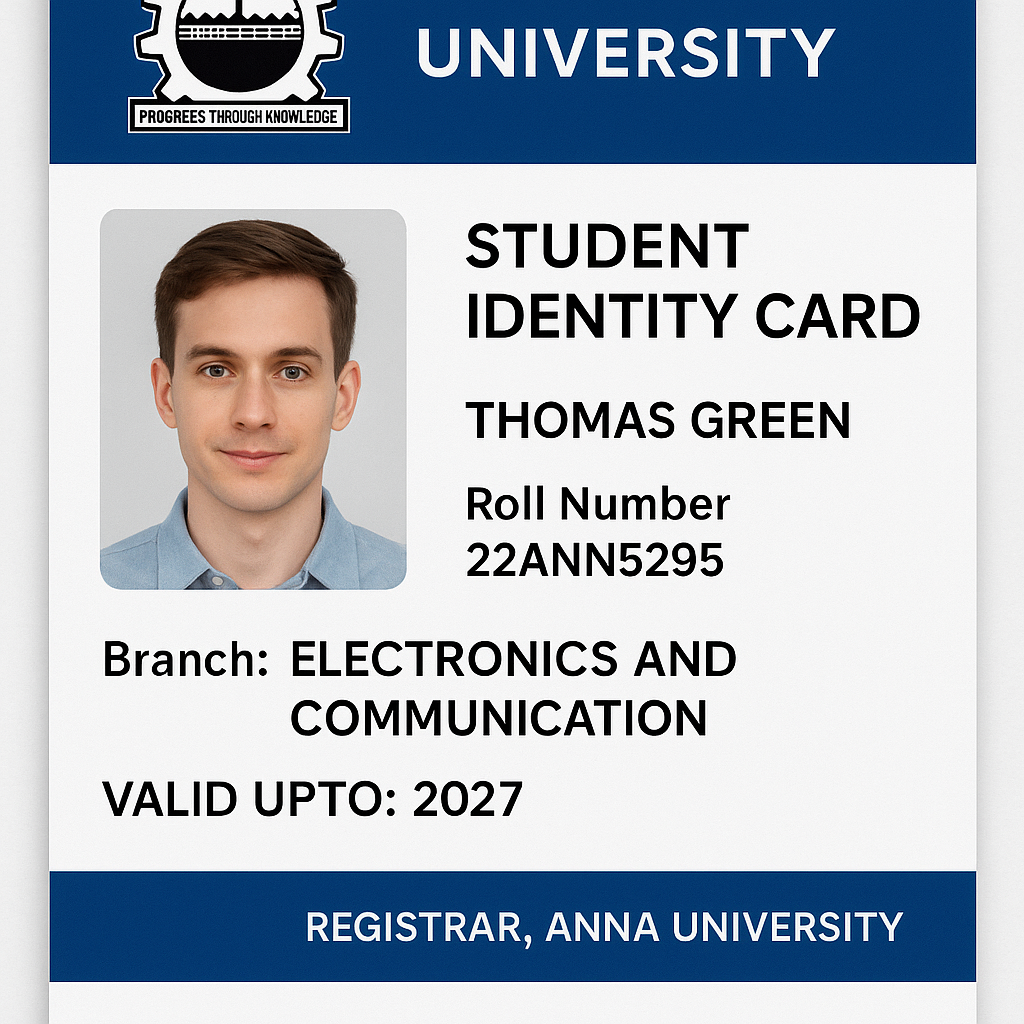 UNIVERSITY
PROGREES THROUGH KNOWLEDGE
STUDENT
IDENTITY CARD
THOMAS GREEN
Roll Number
22ANN5295
Branch: ELECTRONICS AND
COMMUNICATION
VALID UPTO: 2027
REGISTRAR, ANNA UNIVERSITY